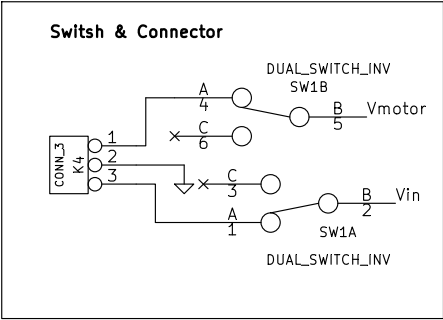 Switsh & Connector
DUAL_SWITCH_INV
SW1B
A
4
B
5
Vmotor
C
6
CONN_3
K4
1
2
3
C
3
A
1
B
2
Vin
SW1A
DUAL_SWITCH_INV